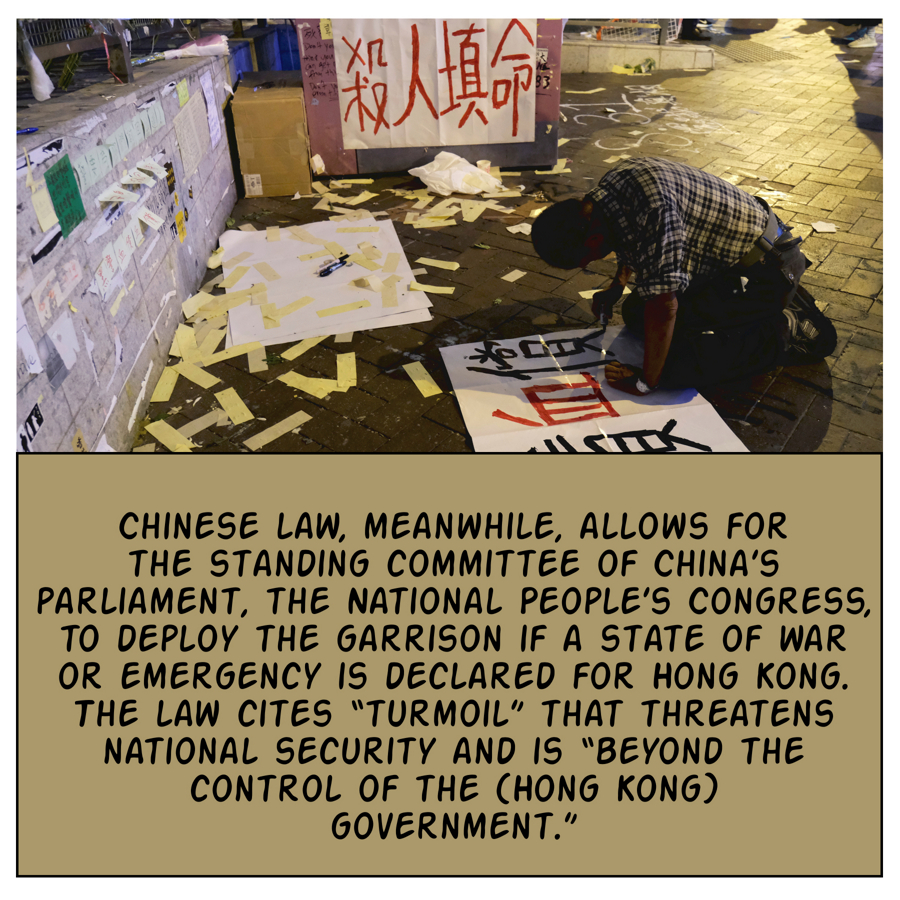 殺人填命
CHINESE LAW, MEANWHILE, ALLOWS FOR
THE STANDING COMMITTEE OF CHINA'S
PARLIAMENT, THE NATIONAL PEOPLE'S CONGRESS,
TO DEPLOY THE GARRISON IF A STATE OF WAR
OR EMERGENCY IS DECLARED FOR HONG KONG.
THE LAW CITES “TURMOIL” THAT THREATENS
NATIONAL SECURITY AND IS “BEYOND THE
CONTROL OF THE (HONG KONG)
GOVERNMENT.”